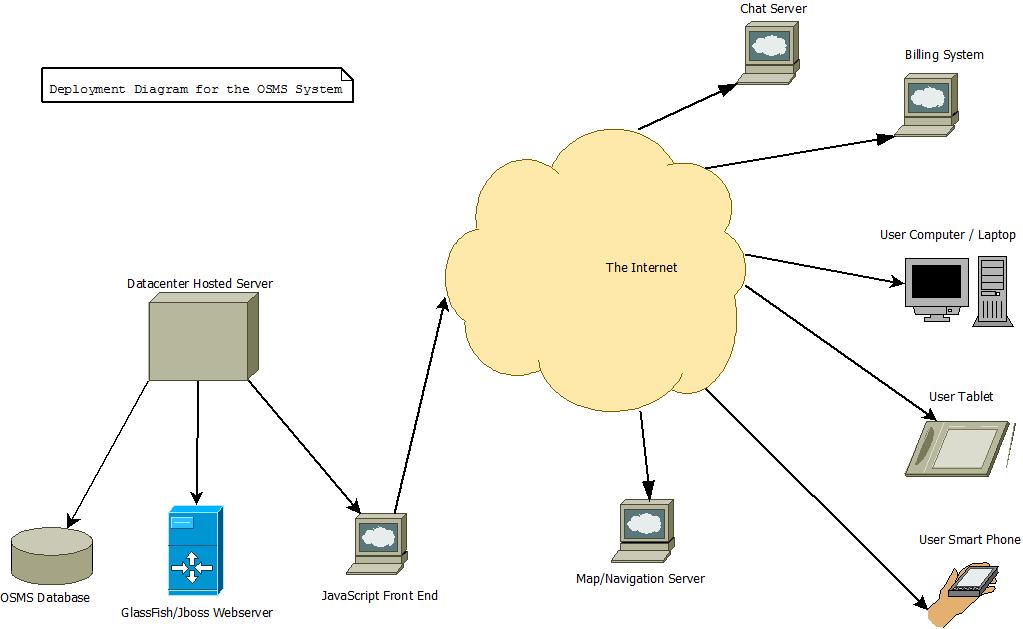 Chat Server
Billing System
Deployment Diagram for the OSMS System
User Computer / Laptop
The Internet
Datacenter Hosted Server
User Tablet
User Smart Phone
Map/Navigation Server
OSMS Database
JavaScript Front End
GlassFish/Jboss Webserver